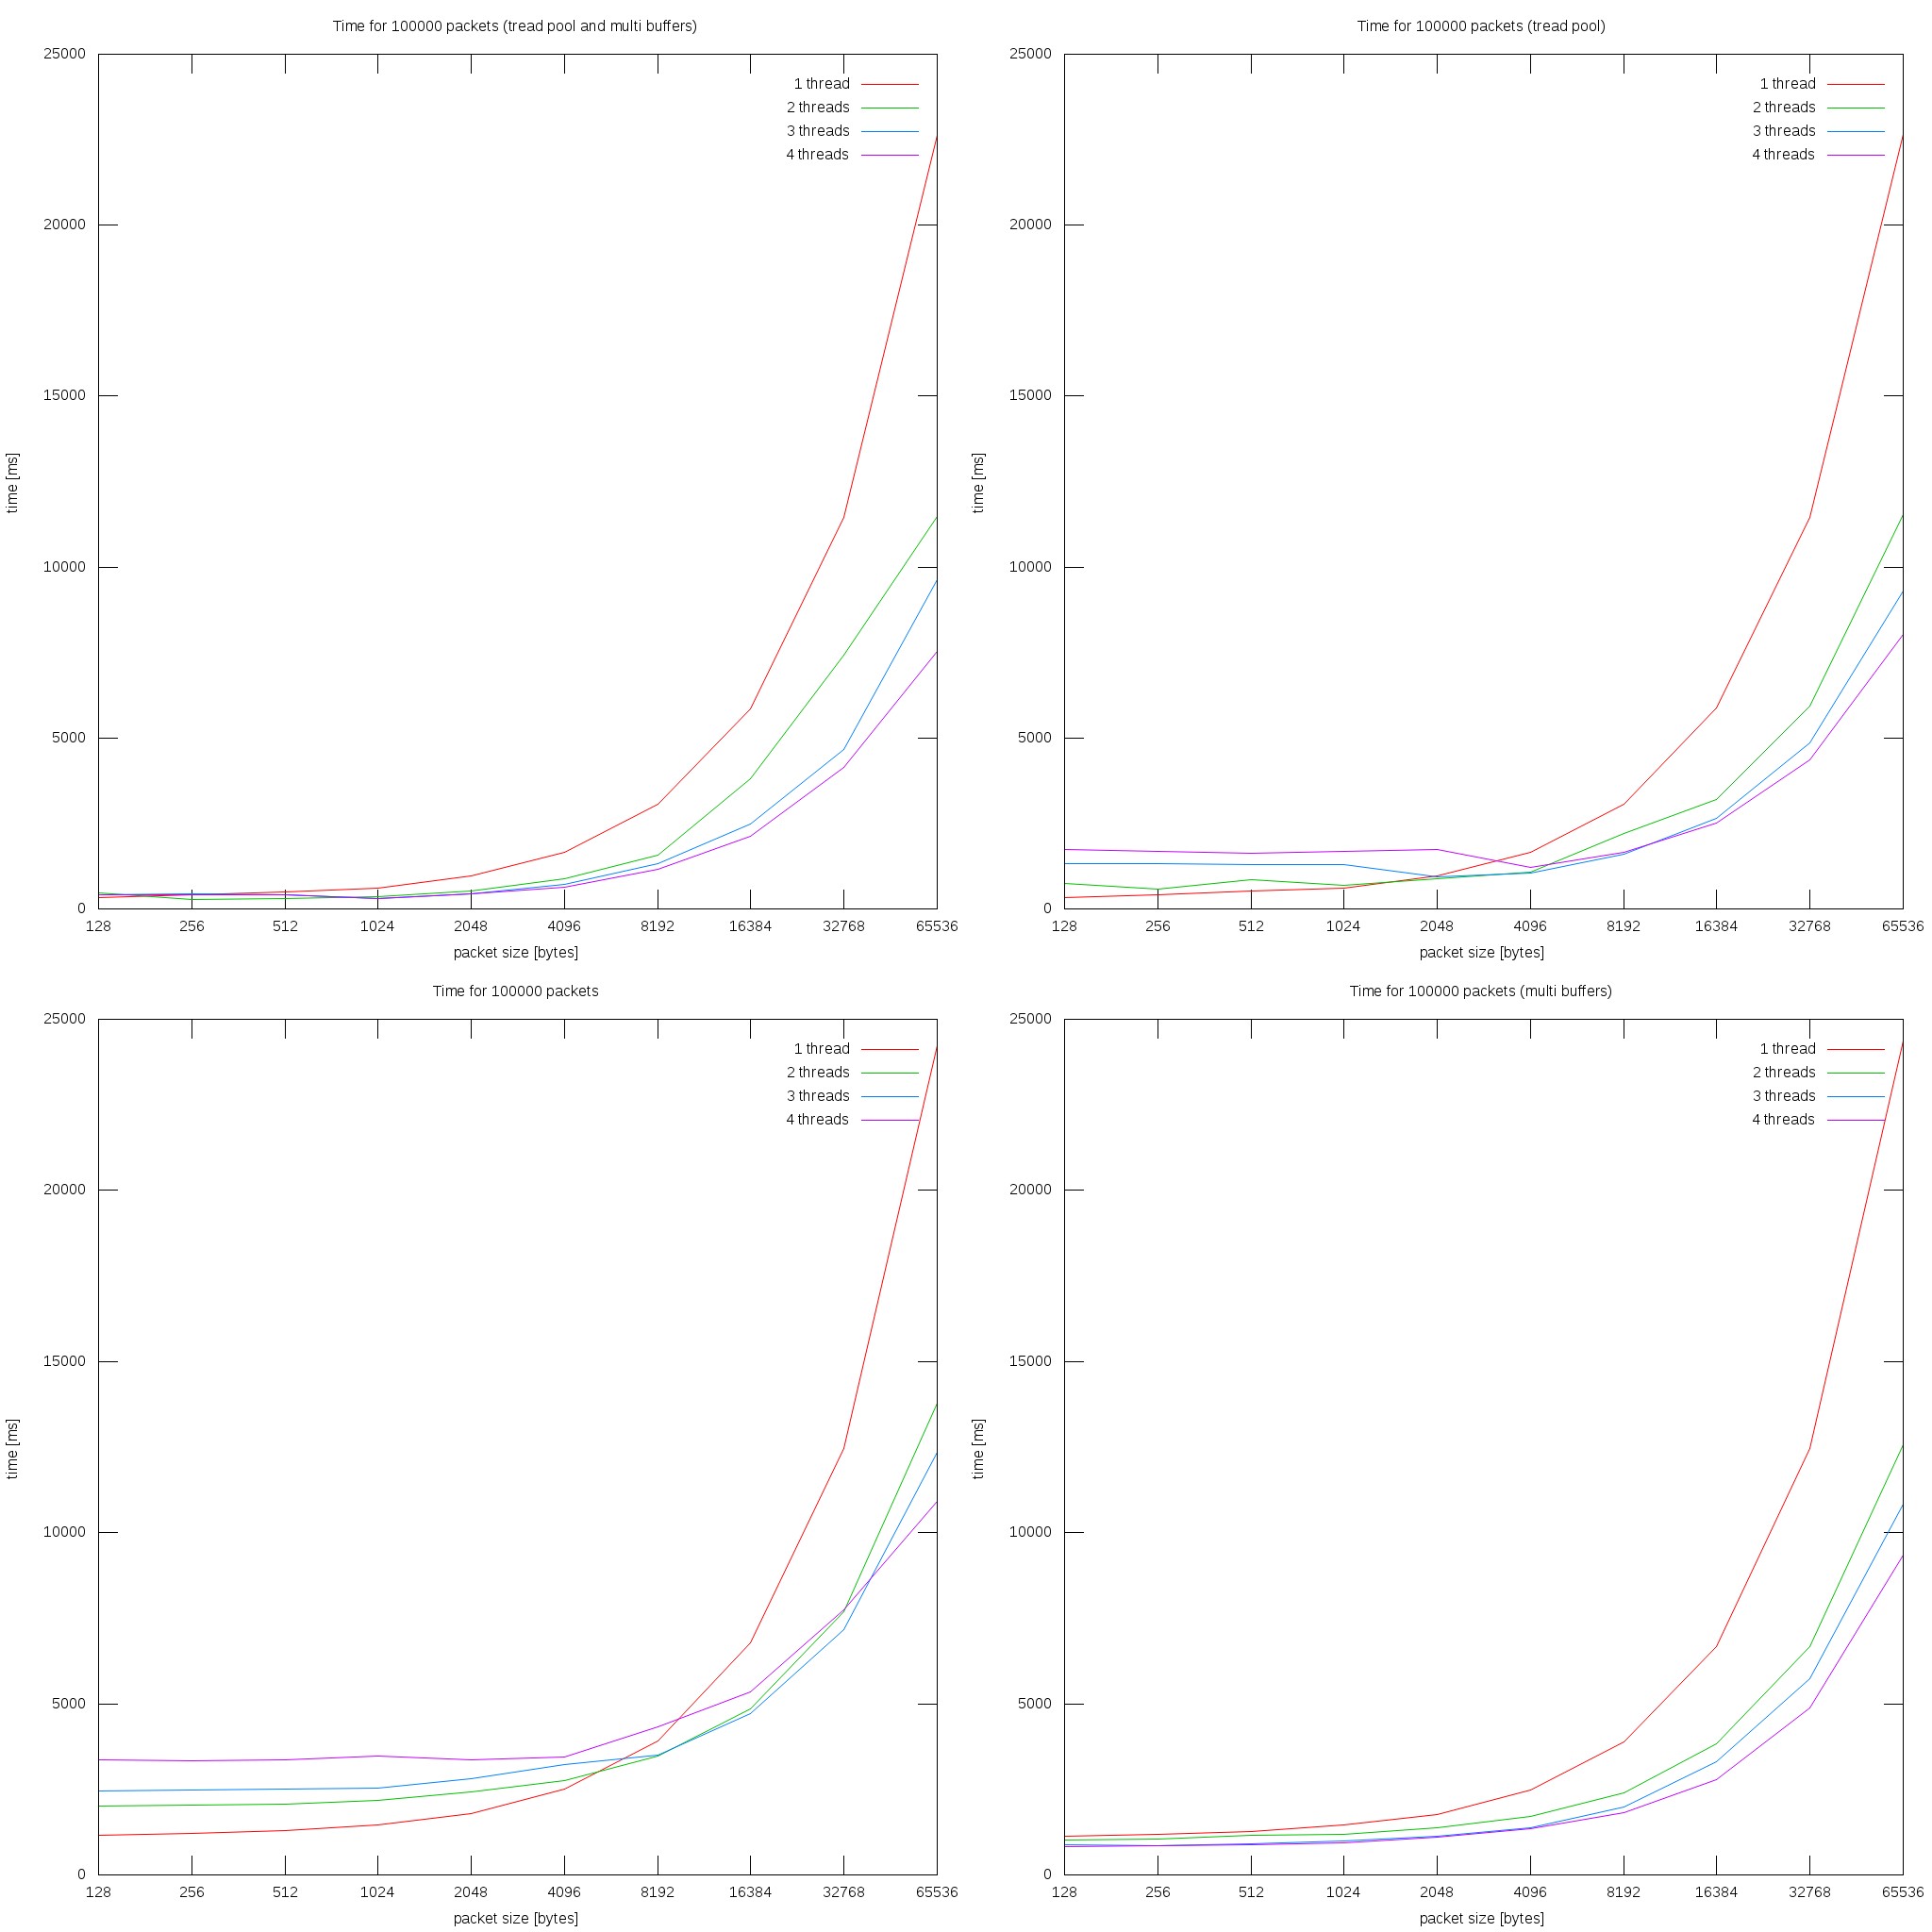 Time for 100000 packets (tread pool and multi buffers)
25000
20000
15000
10000
5000
0
time [ms]
1 thread
2 threads
3 threads
4 threads
128 256 512 1024 2048 4096 8192 16384 32768 65536
packet size [bytes]
Time for 100000 packets (tread pool)
25000
20000
15000
10000
5000
0
time [ms]
1 thread
2 threads
3 threads
4 threads
128 256 512 1024 2048 4096 8192 16384 32768 65536
packet size [bytes]
Time for 100000 packets
25000
20000
15000
10000
5000
0
time [ms]
1 thread
2 threads
3 threads
4 threads
128 256 512 1024 2048 4096 8192 16384 32768 65536
packet size [bytes]
Time for 100000 packets (multi buffers)
25000
20000
15000
10000
5000
0
time [ms]
1 thread
2 threads
3 threads
4 threads
128 256 512 1024 2048 4096 8192 16384 32768 65536
packet size [bytes]